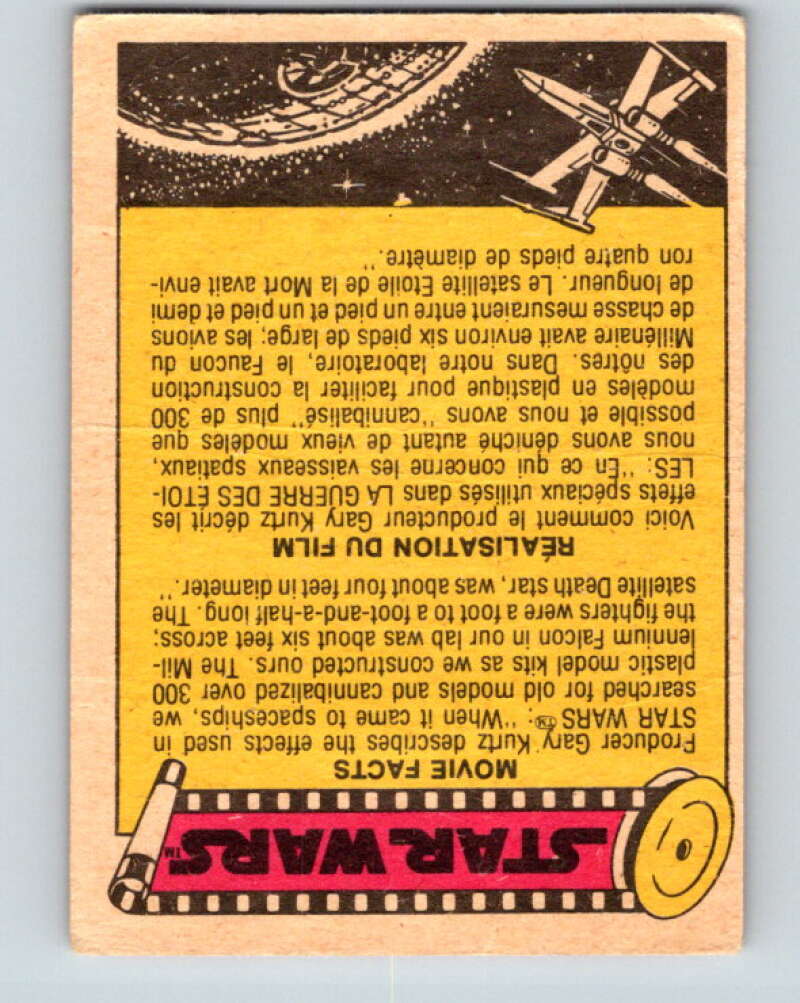 STAR WARS™
MOVIE FACTS
Producer Gary Kurtz describes the effects used in
STAR WARS™: "When it came to spaceships, we
searched for old models and cannibalized over 300
plastic model kits as we constructed ours. The Mil-
lennium Falcon in our lab was about six feet across;
the fighters were a foot to a foot-and-a-half long. The
satellite Death star, was about four feet in diameter."
RÉALISATION DU FILM
Voici comment le producteur Gary Kurtz décrit les
effets spéciaux utilisés dans LA GUERRE DES ÉTOI-
LES: "En ce qui concerne les vaisseaux spatiaux,
nous avons déniché autant de vieux modèles que
possible et nous avons "cannibalisé" plus de 300
modèles en plastique pour faciliter la construction
des nôtres. Dans notre laboratoire, le Faucon du
Millénaire avait environ six pieds de large; les avions
de chasse mesuraient entre un pied et un pied et demi
de longueur. Le satellite Etoile de la Mort avait envi-
ron quatre pieds de diamètre."